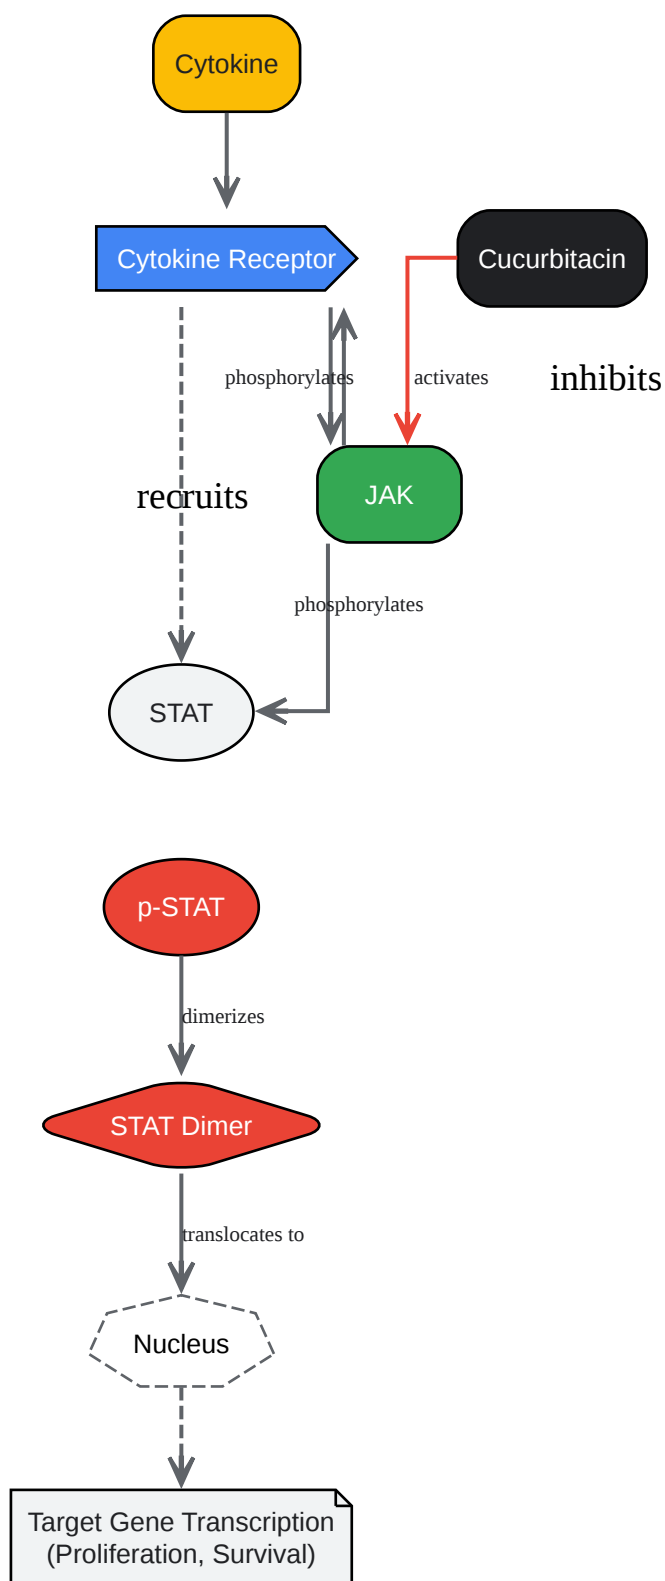 Cytokine
Cytokine Receptor
Cucurbitacin
phosphorylates
activates
inhibits
JAK
recruits
phosphorylates
STAT
p-STAT
dimerizes
STAT Dimer
translocates to
Nucleus
Target Gene Transcription
(Proliferation, Survival)